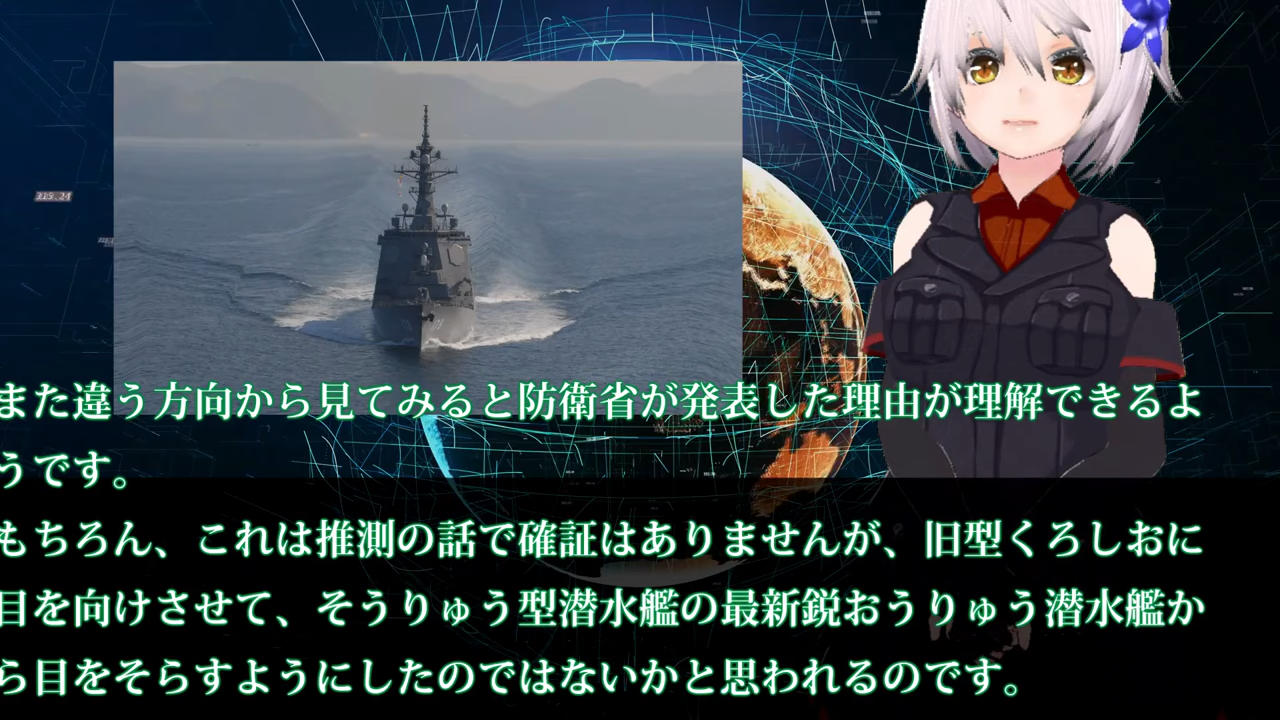 また違う方向から見てみると防衛省が発表した理由が理解できるよ
うです。
もちろん、これは推測の話で確証はありませんが、旧型くろしおに
目を向けさせて、そうりゅう型潜水艦の最新鋭おうりゅう潜水艦か
ら目をそらすようにしたのではないかと思われるのです。